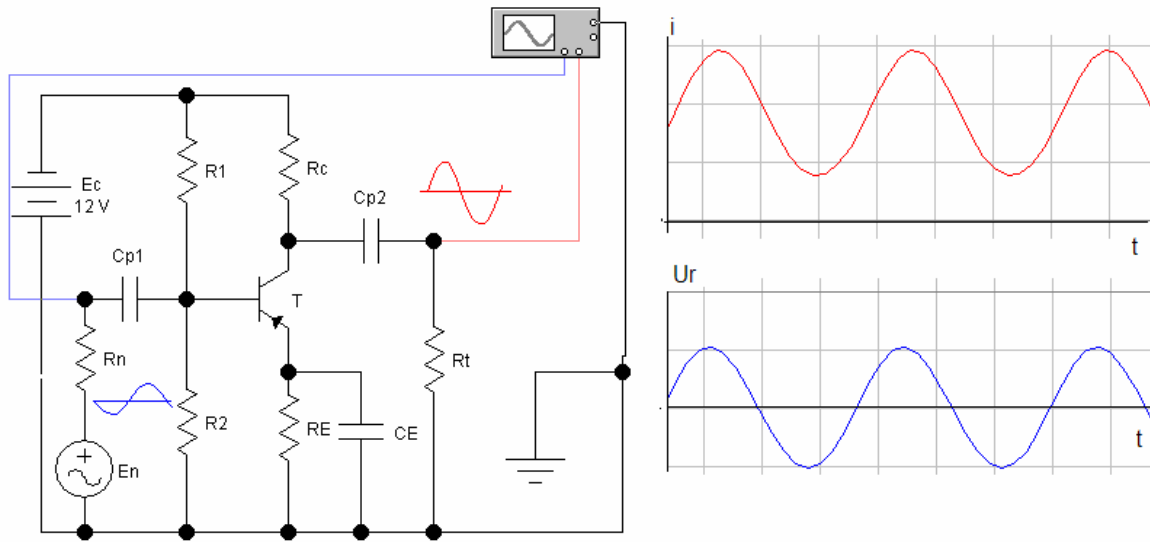 i
t
Ur
t
R1
Rc
Ec
12 V
Cp2
Cp1
T
Rn
Rt
R2
RE
CE
+
En